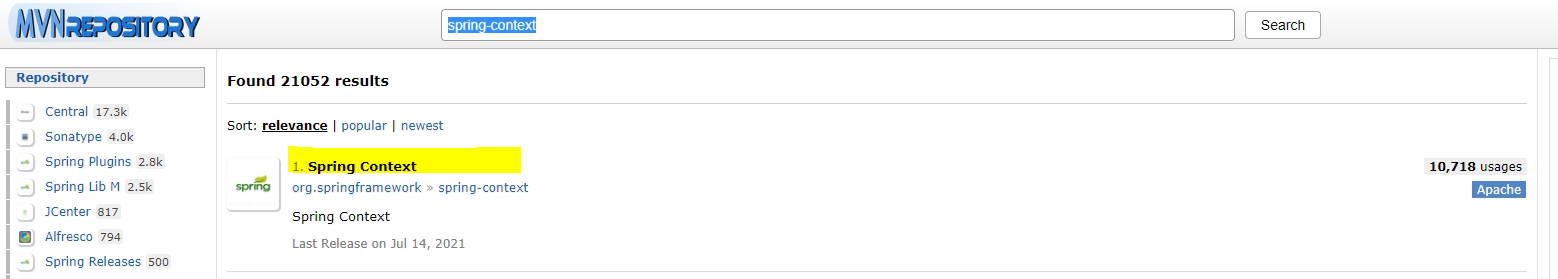 MVNREPOSITORY
spring-context
Search
Repository
Central 17.3k
Sonatype 4.0k
Spring Plugins 2.8k
Spring Lib M 2.5k
JCenter 817
Alfresco 794
Spring Releases 500
Found 21052 results
Sort: relevance | popular | newest
spring
1. Spring Context
10,718 usages
org.springframework » spring-context
Apache
Spring Context
Last Release on Jul 14, 2021